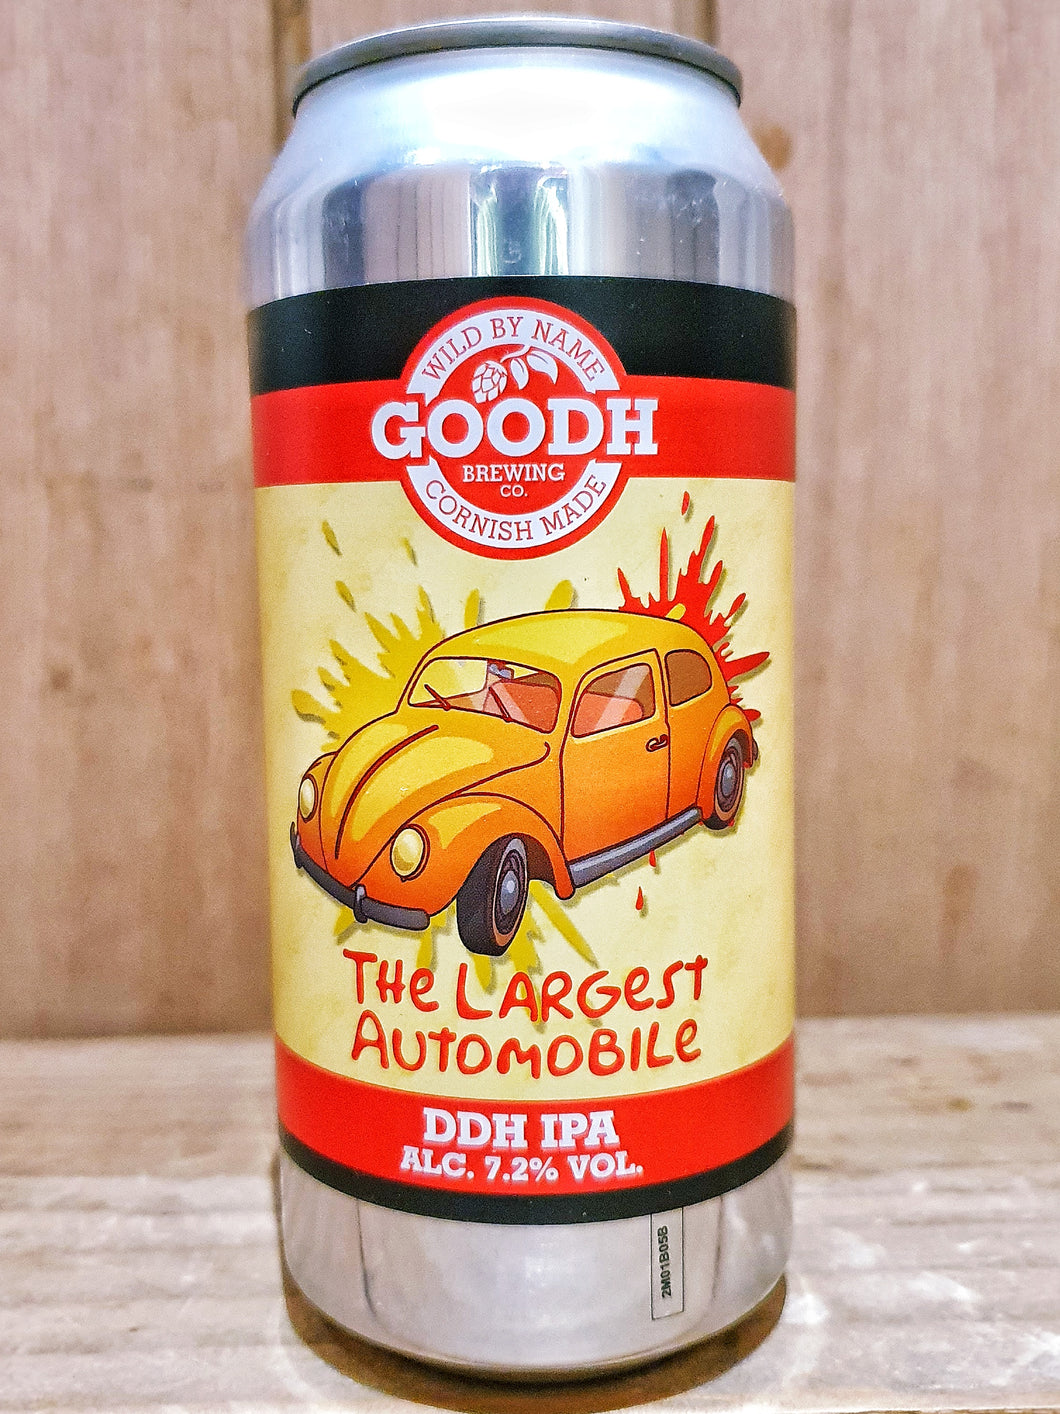 WILD BY NAME
GOODH
BREWING
CO.
CORNISH MADE
THe LARGeST
AUTOMOBILe
DDH IPA
ALC. 7.2% VOL.
2M01B05B